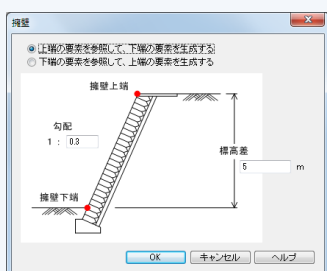 擁壁
上端の要素を参照して、下端の要素を生成する
下端の要素を参照して、上端の要素を生成する
擁壁上端
勾配
1 : 0.3
標高差
5 m
擁壁下端
OK キャンセル ヘルプ